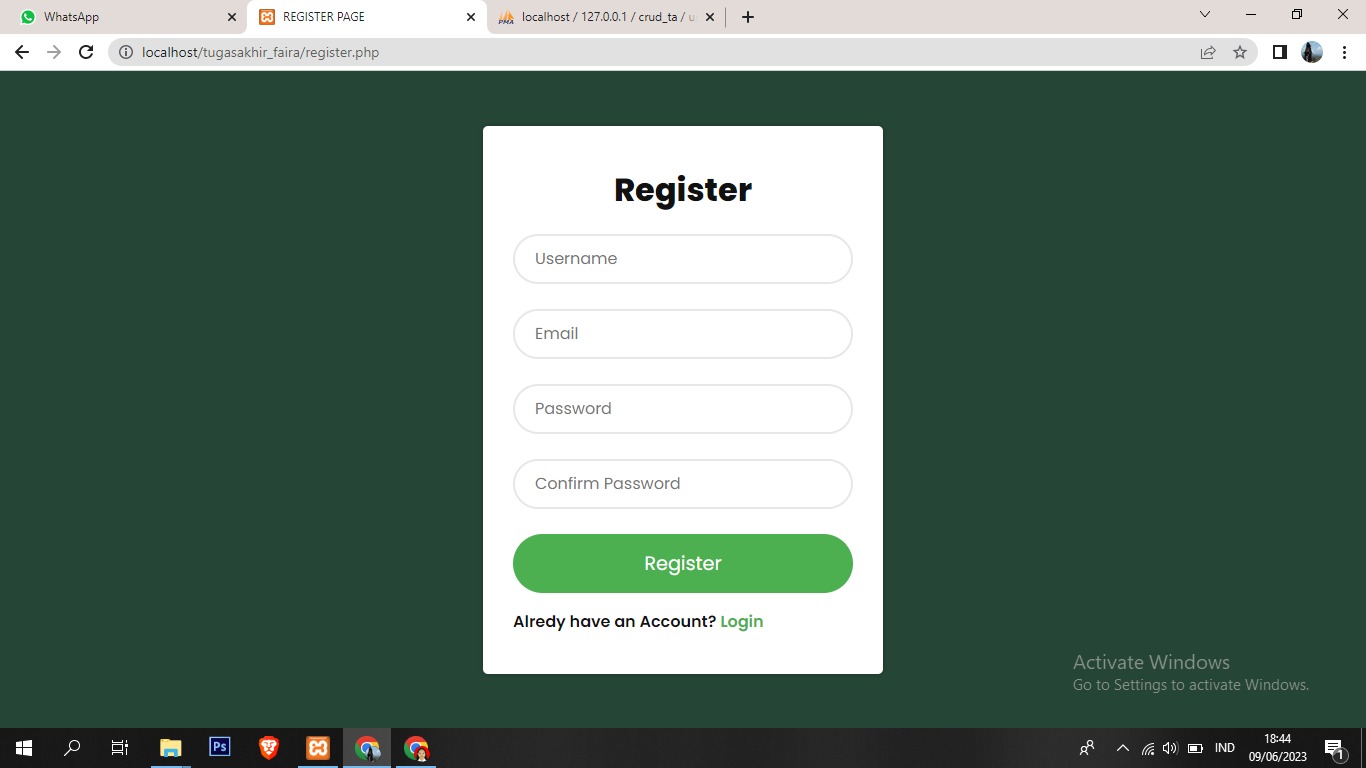 WhatsApp
REGISTER PAGE
localhost / 127.0.0.1 / crud_ta / u
localhost/tugasakhir_faira/register.php
Register
Username
Email
Password
Confirm Password
Register
Alredy have an Account? Login
Activate Windows
Go to Settings to activate Windows.
Ps
IND
18:44
09/06/2023
1